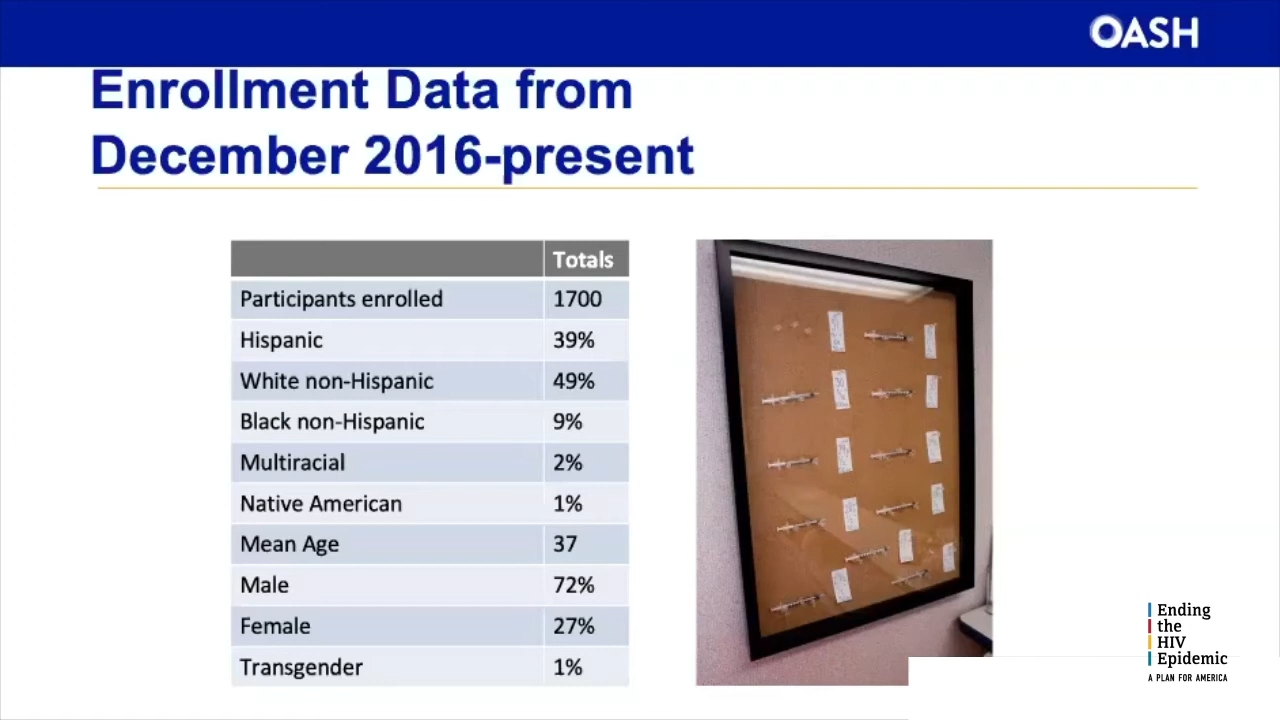 OASH
Enrollment Data from
December 2016-present
Totals
Participants enrolled 1700
Hispanic 39%
White non-Hispanic 49%
Black non-Hispanic 9%
Multiracial 2%
Native American 1%
Mean Age 37
Male 72%
Female 27%
Transgender 1%
Ending
the
HIV
Epidemic
A PLAN FOR AMERICA